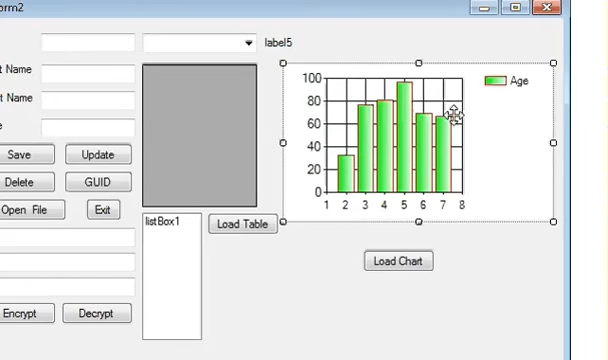 orm2
label5
t Name
t Name
e
Save
Update
Delete
GUID
Open File
Exit
Encrypt
Decrypt
listBox1
Load Table
100
80
60
40
20
0
1 2 3 4 5 6 7 8
Age
Load Chart